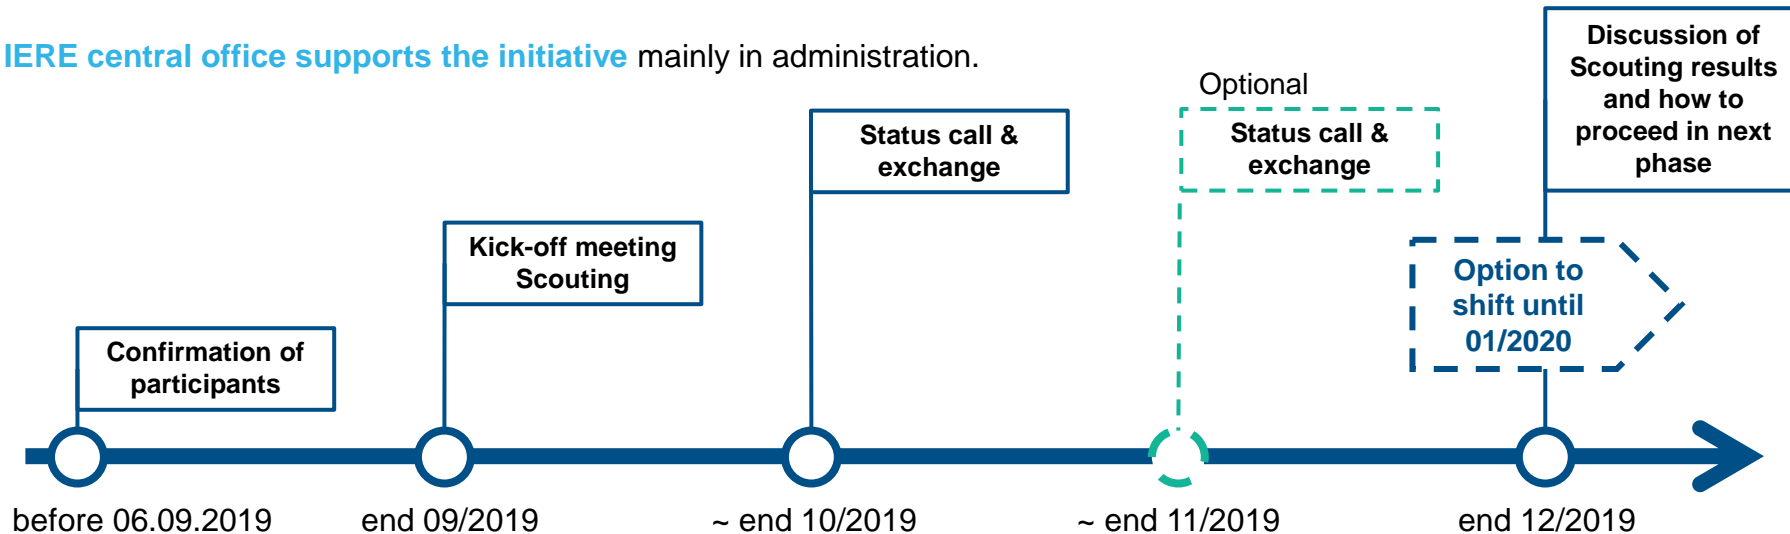 IERE central office supports the initiative mainly in administration.
Confirmation of
participants
Kick-off meeting
Scouting
Status call &
exchange
Optional
Status call &
exchange
Discussion of
Scouting results
and how to
proceed in next
phase
Option to
shift until
01/2020
before 06.09.2019
end 09/2019
~ end 10/2019
~ end 11/2019
end 12/2019